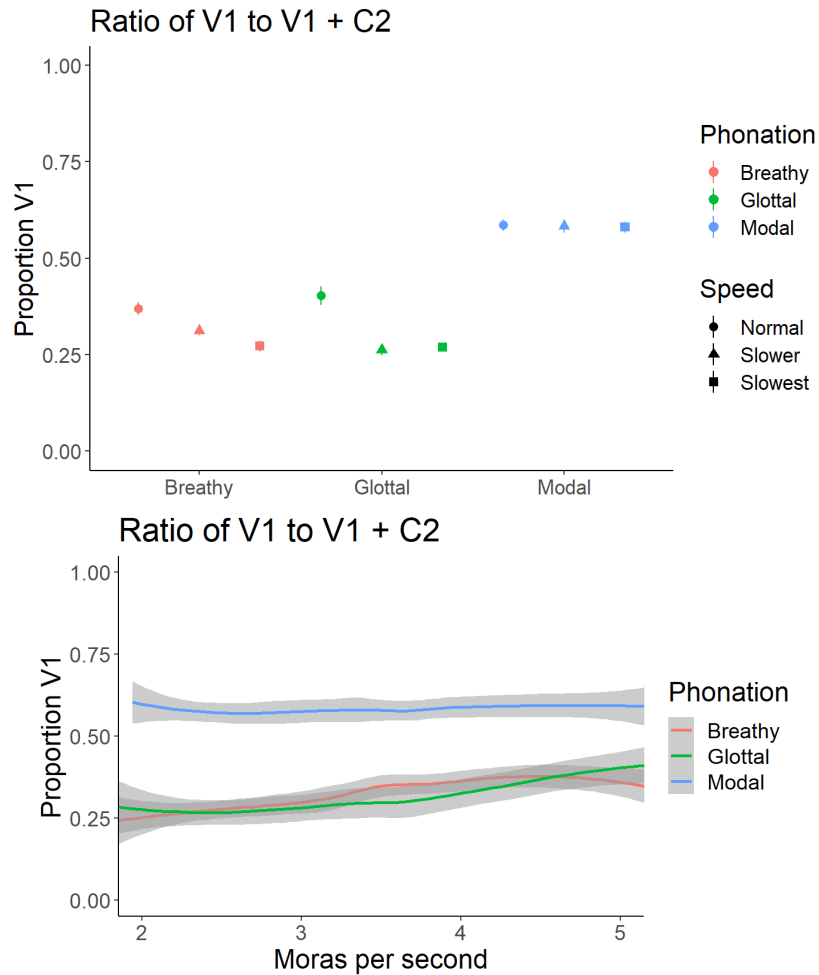 Ratio of V1 to V1 + C2
1.00
0.75
0.50
0.25
0.00
Proportion V1
Breathy Glottal Modal
Phonation
Breathy
Glottal
Modal
Speed
Normal
Slower
Slowest
Ratio of V1 to V1 + C2
1.00
0.75
0.50
0.25
0.00
Proportion V1
2 3 4 5
Moras per second
Phonation
Breathy
Glottal
Modal